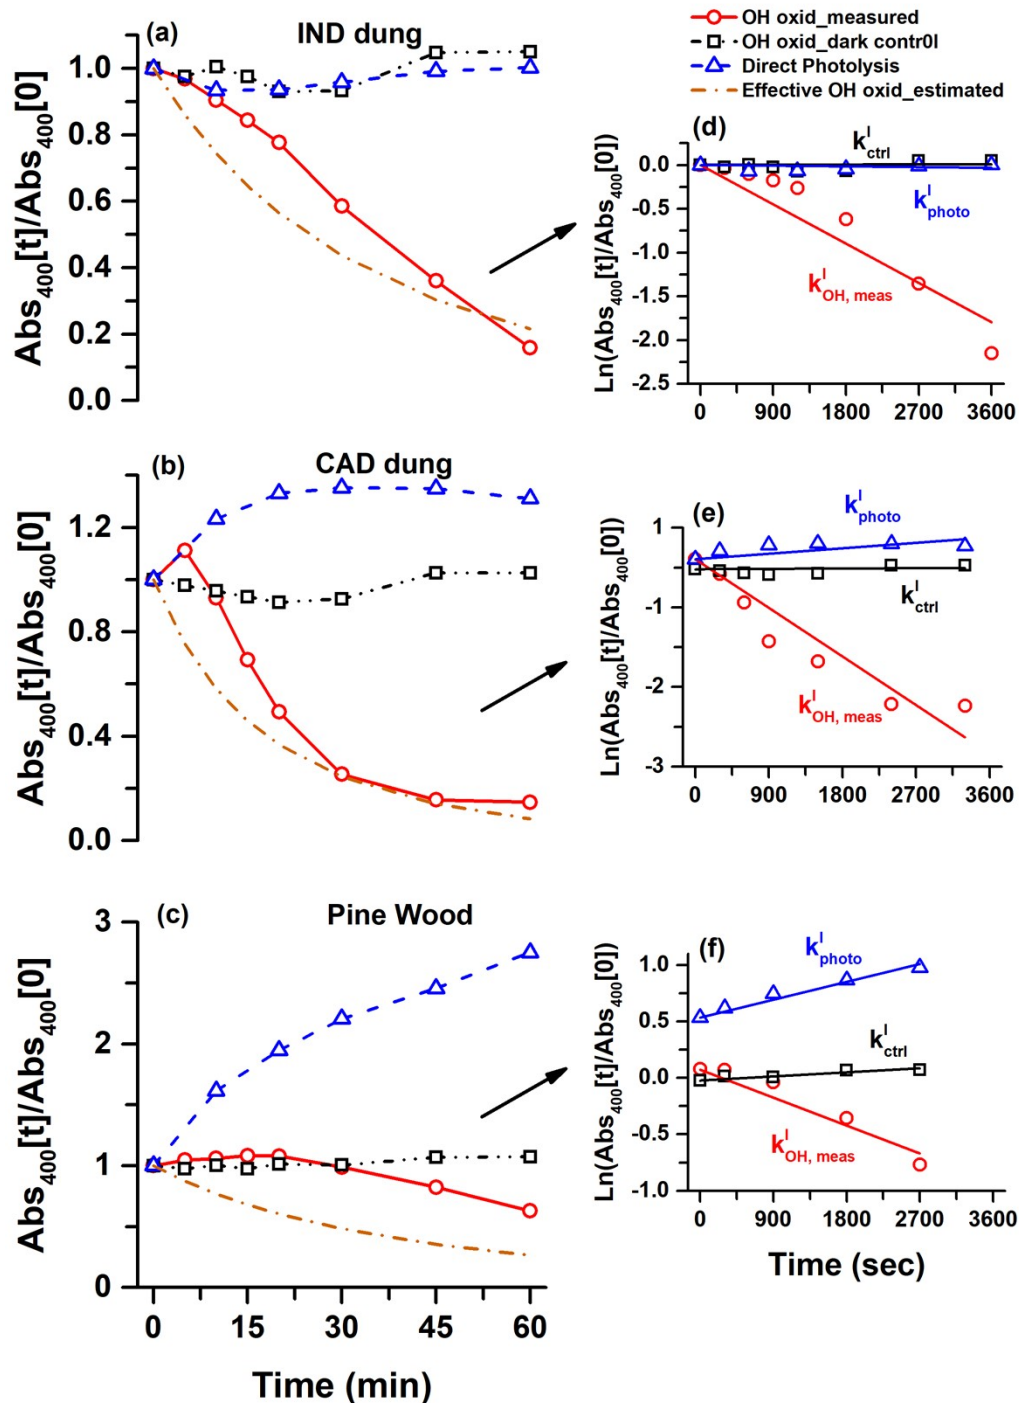 OH oxid_measured
OH oxid_dark contr0l
Direct Photolysis
Effective OH oxid_estimated
(a) IND dung
Abs400[t]/Abs400[0]
1.0
0.8
0.6
0.4
0.2
0.0
(d)
Ln(Abs400[t]/Abs400[0])
0.0
-0.5
-1.0
-1.5
-2.0
-2.5
kIctrl
kIphoto
kIOH, meas
0 900 1800 2700 3600
(b) CAD dung
Abs400[t]/Abs400[0]
1.2
0.8
0.4
0.0
(e)
Ln(Abs400[t]/Abs400[0])
1
-1
-2
-3
kIphoto
kIctrl
kIOH, meas
0 900 1800 2700 3600
(c) Pine Wood
Abs400[t]/Abs400[0]
3
2
1
0
0 15 30 45 60
Time (min)
(f)
Ln(Abs400[t]/Abs400[0])
1.0
0.5
0.0
-0.5
-1.0
kIphoto
kIctrl
kIOH, meas
0 900 1800 2700 3600
Time (sec)